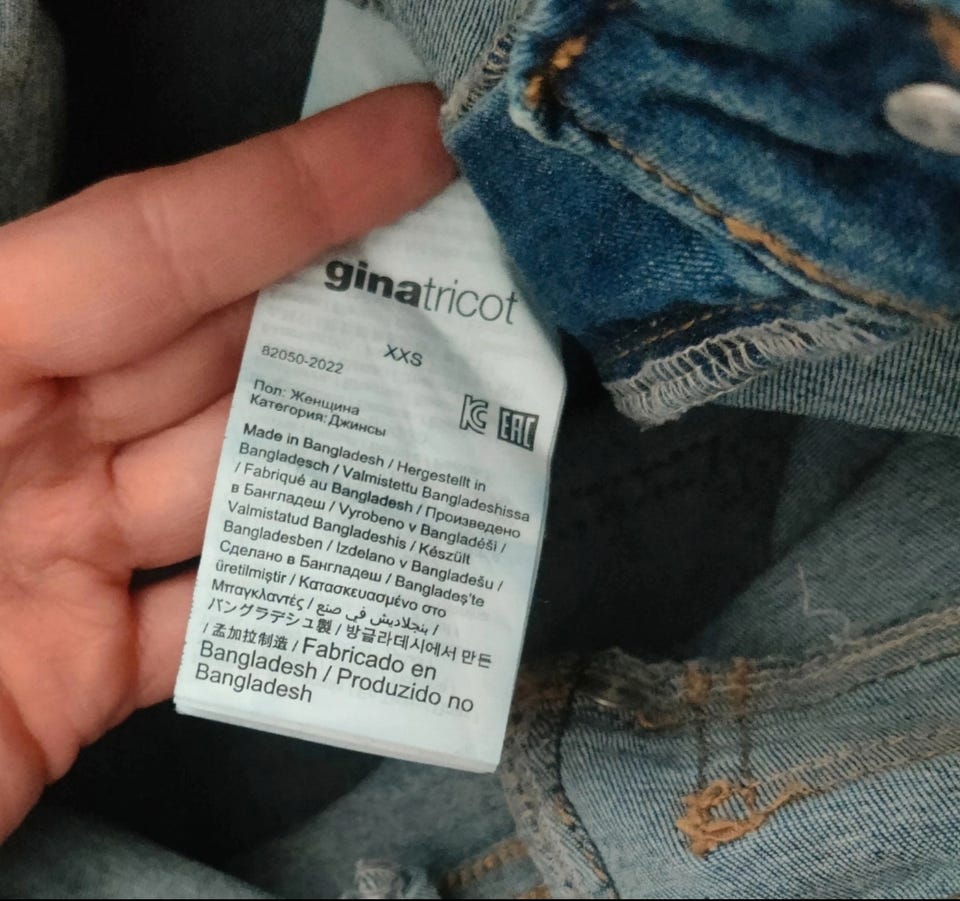 ginatricot
XXS
82050-2022
Пол: Женщина
Категория: Джинсы
EAC
Made in Bangladesh / Hergestellt in
Bangladesch / Valmistettu Bangladeshissa
/ Fabriqué au Bangladesh / Произведено
в Бангладеш / Vyrobeno v Bangladéši /
Valmistatud Bangladeshis / Készült
Bangladesben / Izdelano v Bangladešu /
Сделано в Бангладеш / Bangladeş'te
üretilmiştir / Κατασκευασμένο στο
Μπαγκλαντές / بنجلاديش في صنع /
バングラデシュ製 / 방글라데시에서 만든
/ 孟加拉制造 / Fabricado en
Bangladesh / Produzido no
Bangladesh